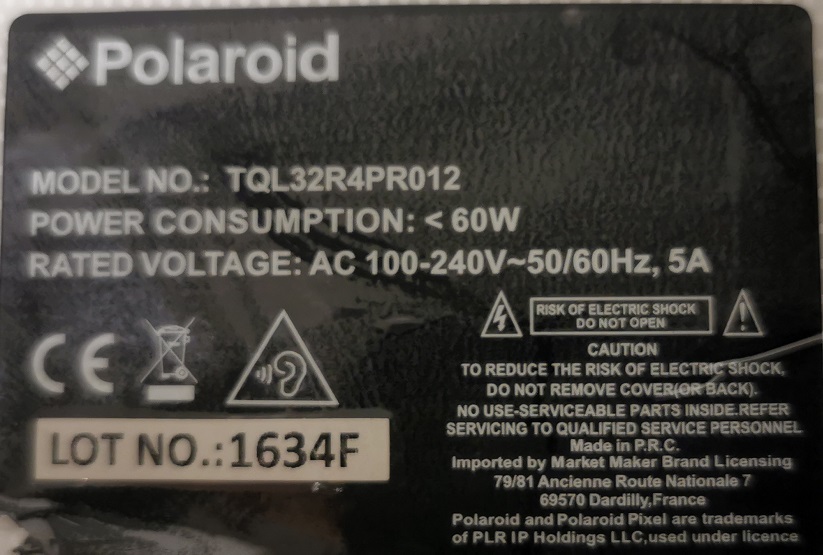 Polaroid
MODEL NO.: TQL32R4PR012
POWER CONSUMPTION: < 60W
RATED VOLTAGE: AC 100-240V~50/60Hz, 5A
RISK OF ELECTRIC SHOCK
DO NOT OPEN
CE
CAUTION
TO REDUCE THE RISK OF ELECTRIC SHOCK,
DO NOT REMOVE COVER(OR BACK).
NO USE-SERVICEABLE PARTS INSIDE.REFER
SERVICING TO QUALIFIED SERVICE PERSONNEL
LOT NO.:1634F
Made in P.R.C.
Imported by Market Maker Brand Licensing
79/81 Ancienne Route Nationale 7
69570 Dardilly,France
Polaroid and Polaroid Pixel are trademarks
of PLR IP Holdings LLC,used under licence